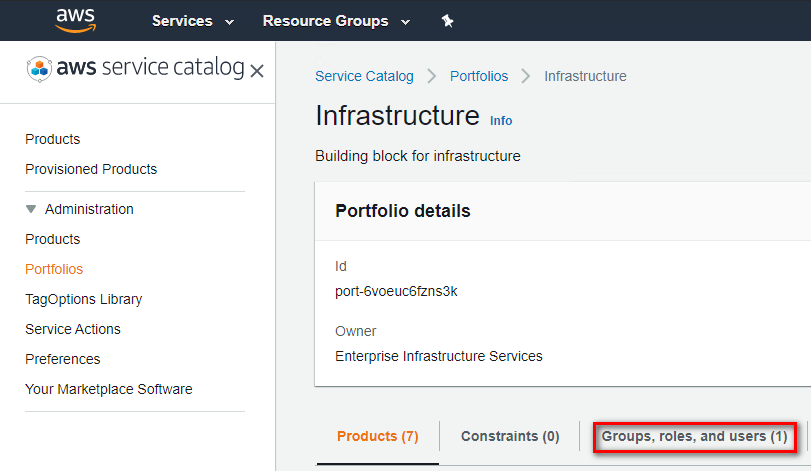 aws Services Resource Groups
aws service catalog
Service Catalog Portfolios Infrastructure
Infrastructure Info
Building block for infrastructure
Products
Provisioned Products
Administration
Products
Portfolios
TagOptions Library
Service Actions
Preferences
Your Marketplace Software
Portfolio details
Id
port-6voeuc6fzns3k
Owner
Enterprise Infrastructure Services
Products (7) Constraints (0) Groups, roles, and users (1)